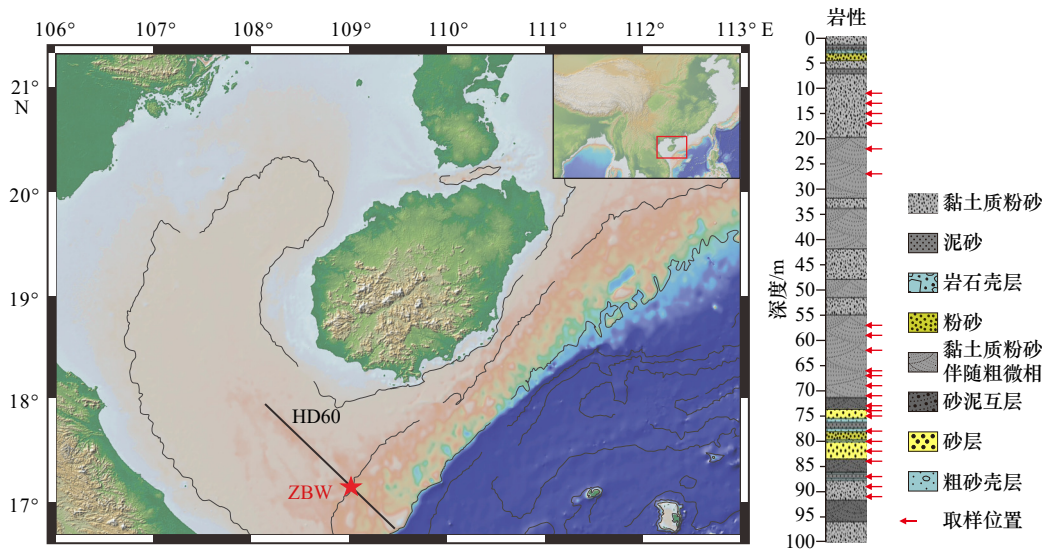 106°
107°
108°
109°
110°
111°
112°
113° E
21°
N
20°
19°
18°
17°
HD60
ZBW
岩性
深度/m
0
5
10
15
20
25
30
35
40
45
50
55
60
65
70
75
80
85
90
95
100
黏土质粉砂
泥砂
岩石壳层
粉砂
黏土质粉砂
伴随粗微相
砂泥互层
砂层
粗砂壳层
取样位置